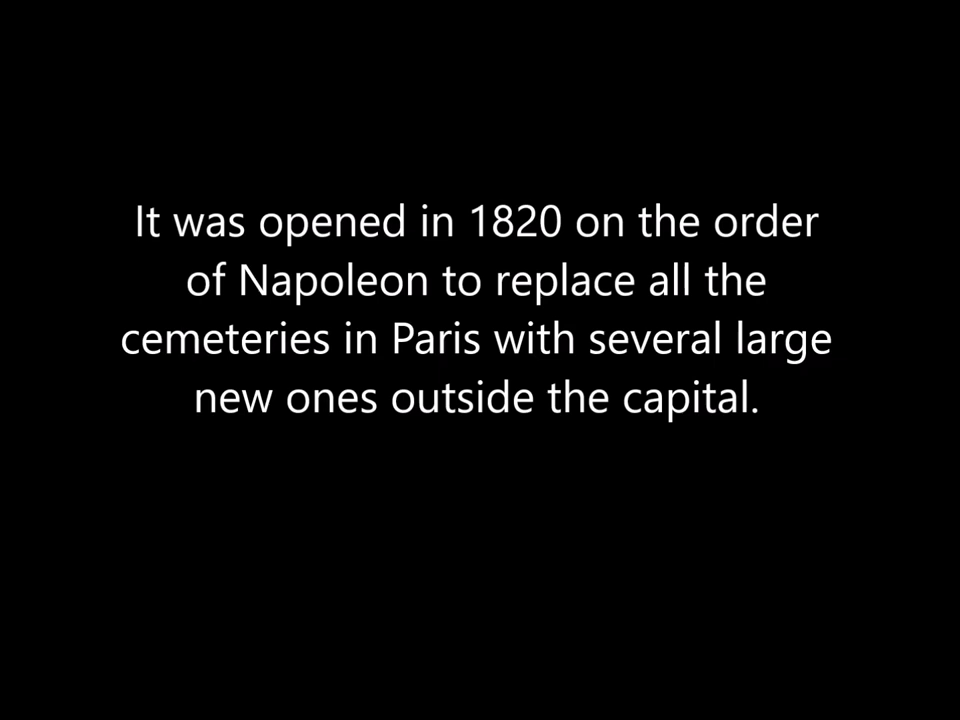 It was opened in 1820 on the order
of Napoleon to replace all the
cemeteries in Paris with several large
new ones outside the capital.